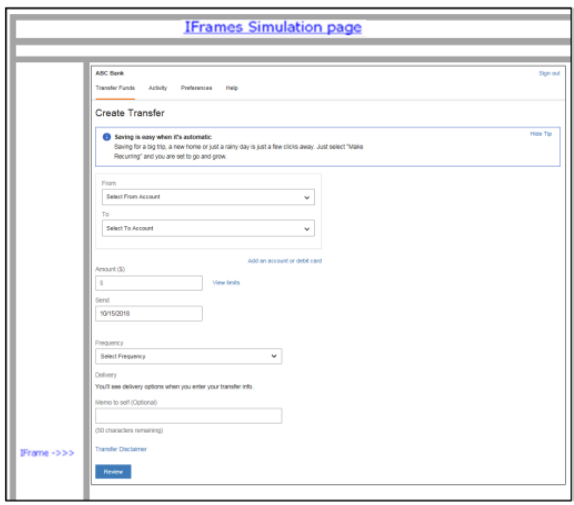 IFrames Simulation page
ABC Bank
Sign out
Transfer Funds Activity Preferences Help
Create Transfer
Saving is easy when it's automatic
Hide Tip
Saving for a big trip, a new home or just a rainy day is just a few clicks away. Just select "Make
Recurring" and you are set to go and grow.
From
Select From Account
To
Select To Account
Add an account or debit card
Amount ($)
$
View limits
Send
10/15/2018
Frequency
Select Frequency
Delivery
You'll see delivery options when you enter your transfer info
Memo to self (Optional)
(50 characters remaining)
Transfer Disclaimer
IFrame ->>>
Review